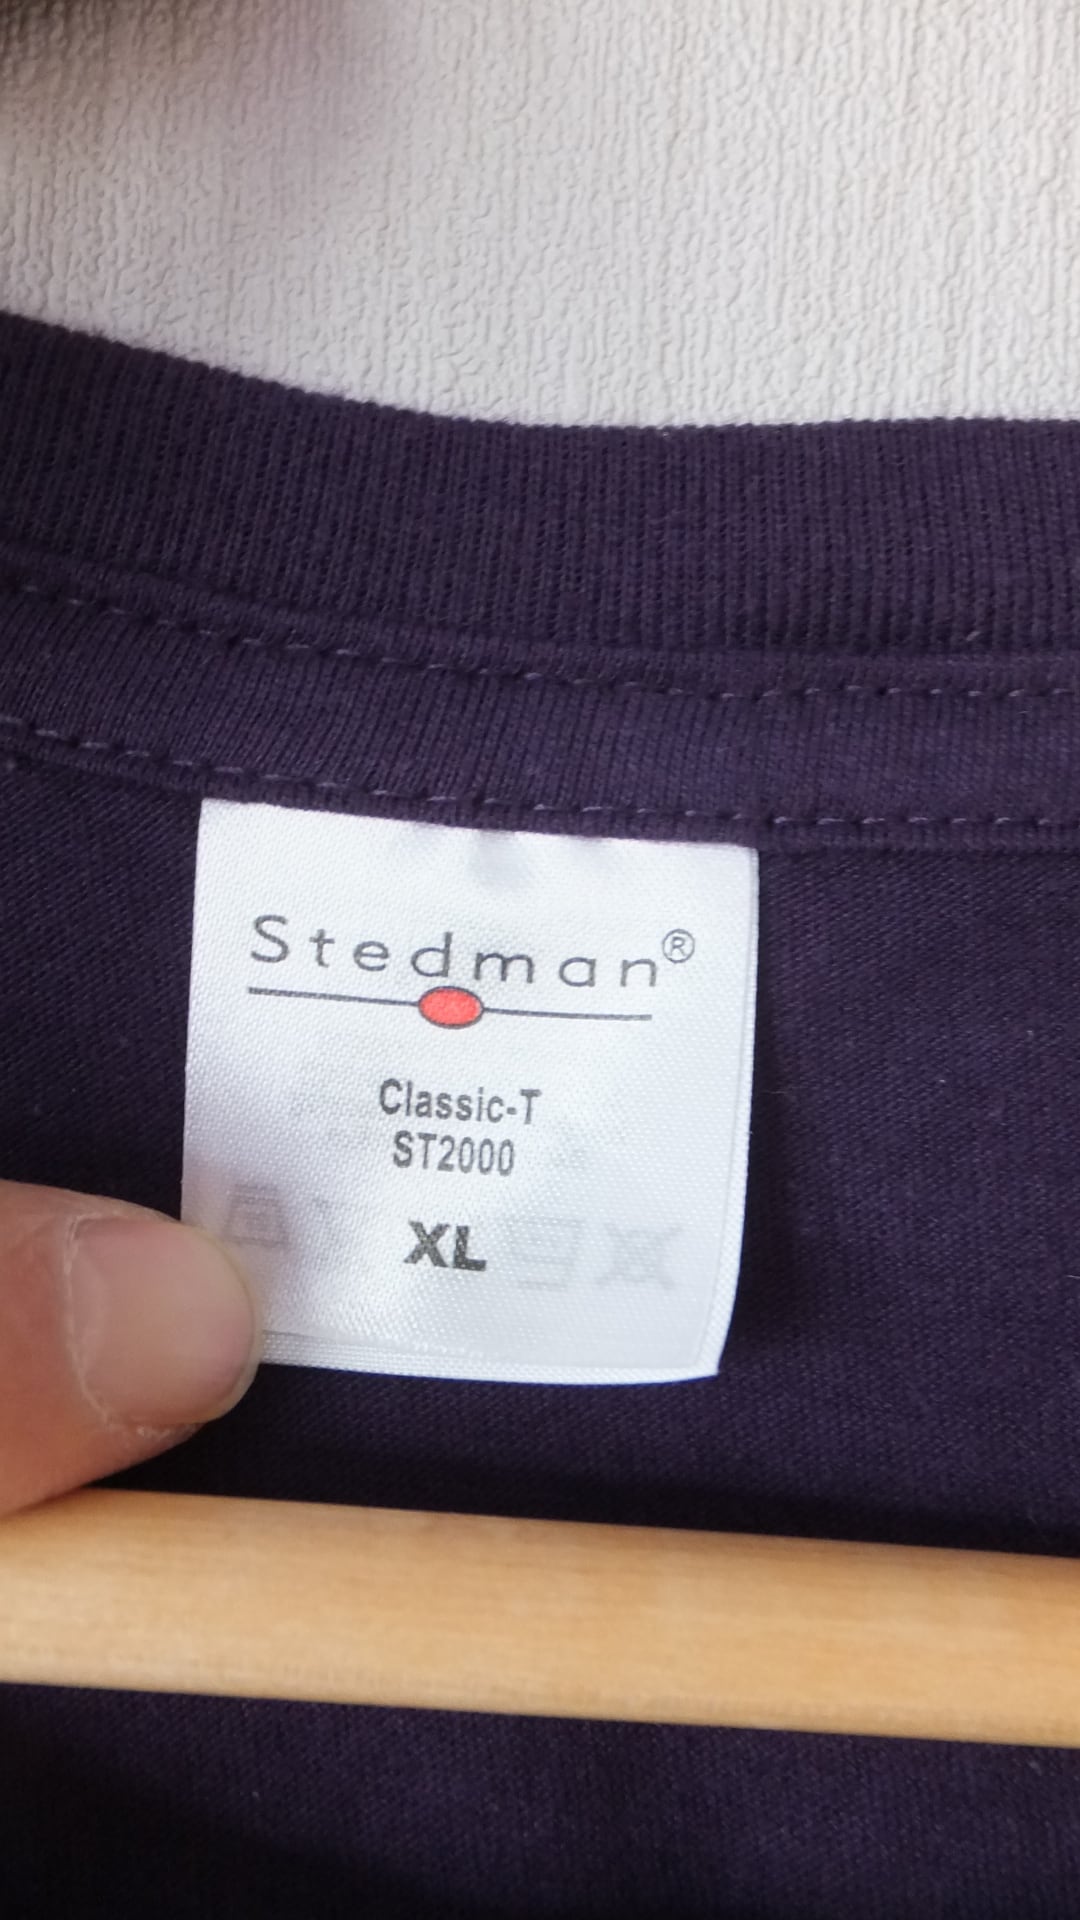 Stedman®
Classic-T
ST2000
XL